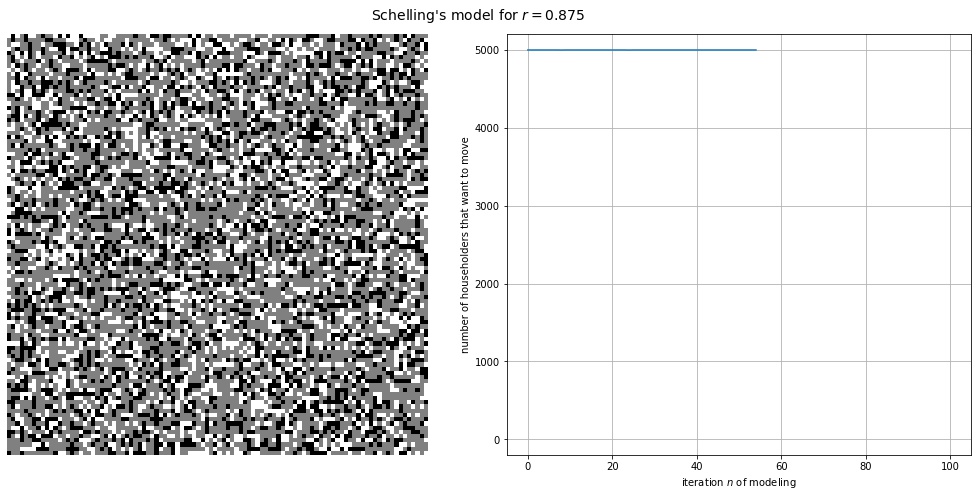 Schelling's model for r = 0.875
number of householders that want to move
5000
4000
3000
2000
1000
0
0 20 40 60 80 100
iteration n of modeling